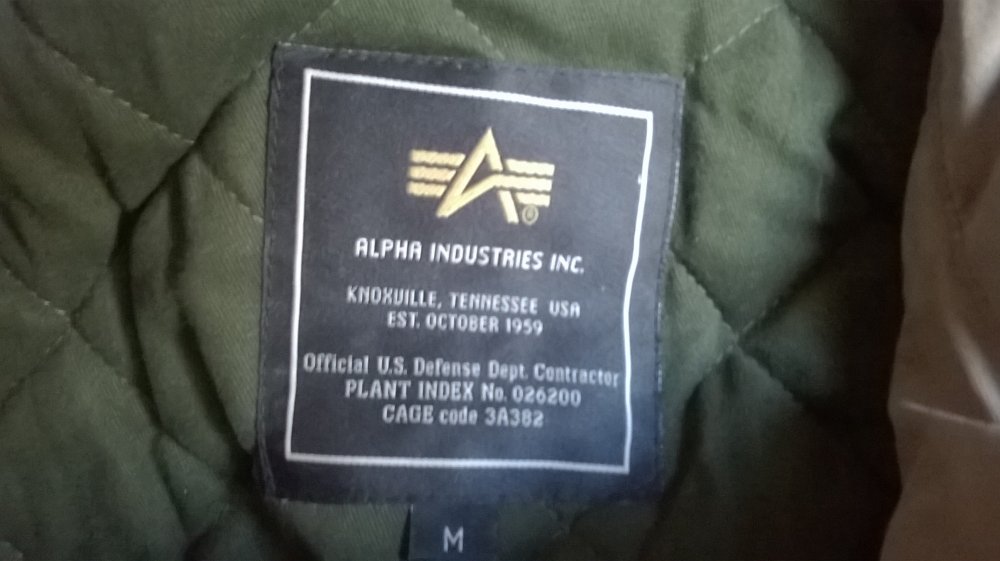 ALPHA INDUSTRIES INC.
KNOXVILLE, TENNESSEE USA
EST. OCTOBER 1959
Official U.S. Defense Dept. Contractor
PLANT INDEX No. 026200
CAGE code 3A382
M